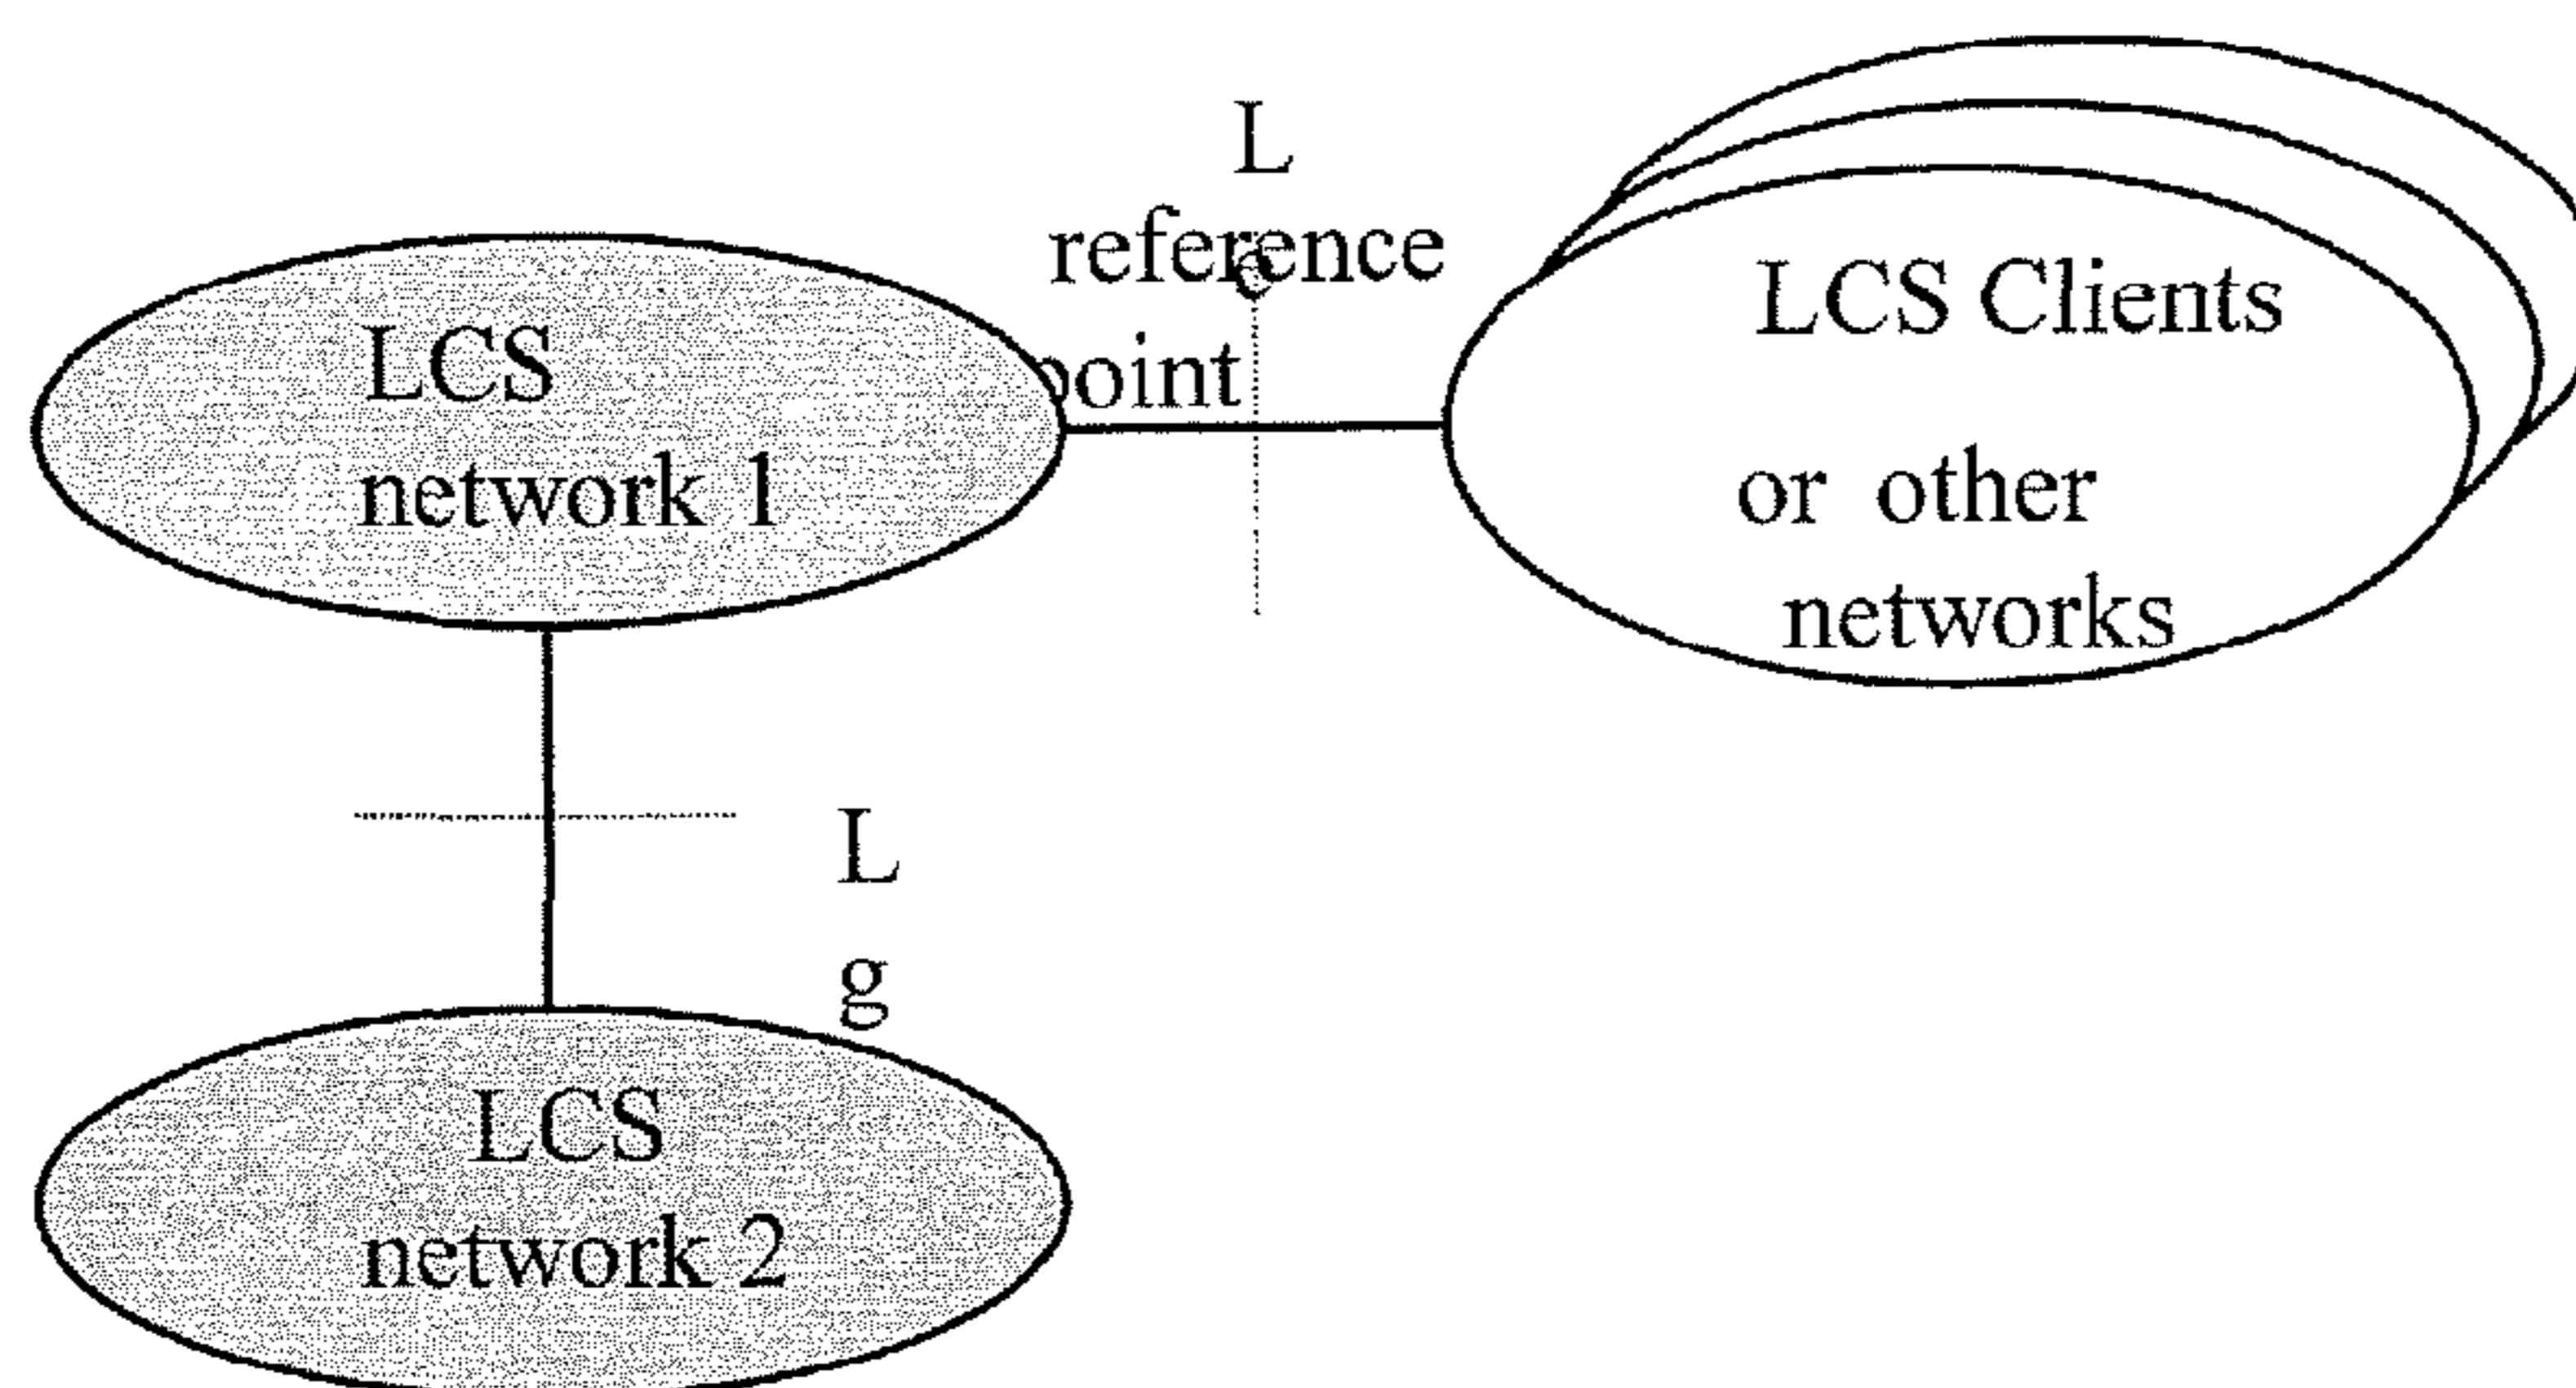 L
reference
e
point
LCS
network 1
LCS Clients
or other
networks
L
g
LCS
network 2